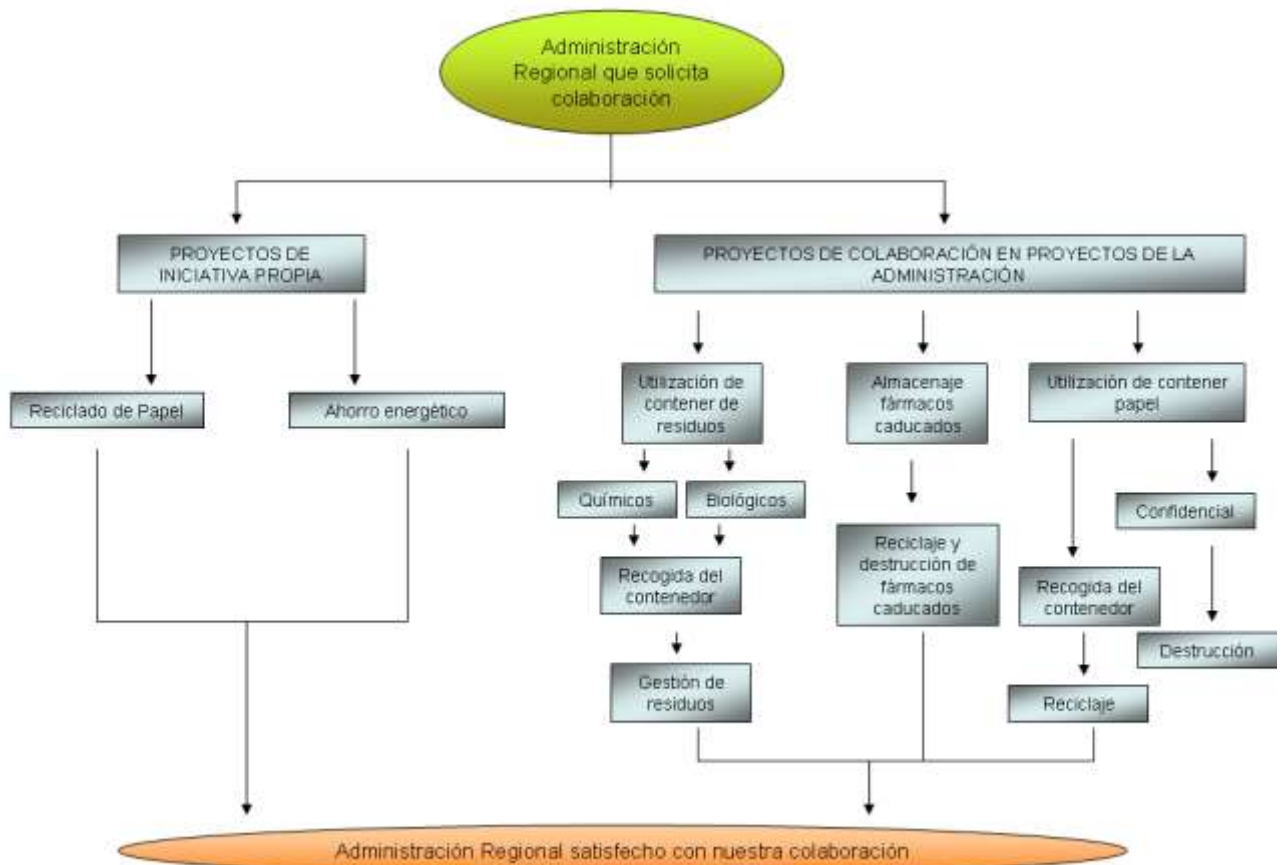 Administración
Regional que solicita
colaboración
PROYECTOS DE
INICIATIVA PROPIA
PROYECTOS DE COLABORACIÓN EN PROYECTOS DE LA
ADMINISTRACIÓN
Reciclado de Papel
Ahorro energético
Utilización de
contener de
residuos
Almacenaje
fármacos
caducados
Utilización de contener
papel
Químicos
Biológicos
Confidencial
Recogida del
contenedor
Reciclaje y
destrucción de
fármacos
caducados
Recogida del
contenedor
Destrucción
Gestión de
residuos
Reciclaje
Administración Regional satisfecho con nuestra colaboración